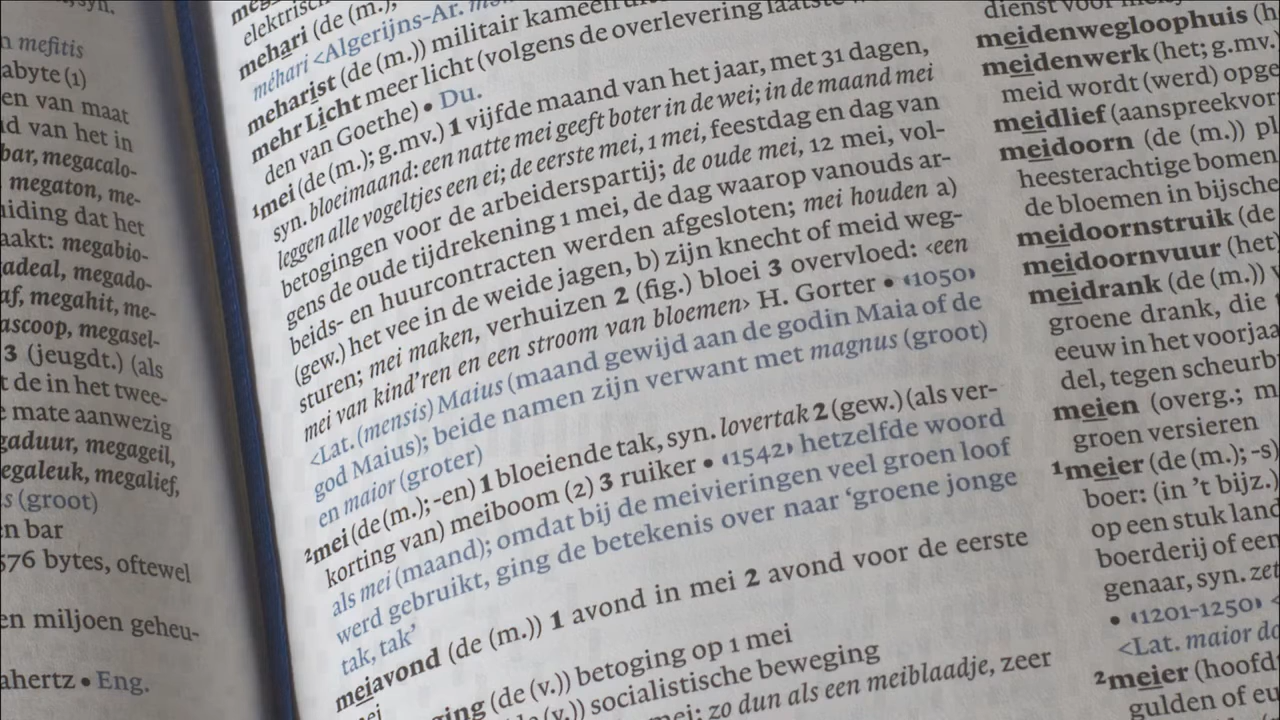 n mefitis
abyte (1)
en van maat
id van het in
bar, megacalo-
megaton, me-
iding dat het
aakt: megabio-
adeal, megado-
af, megahit, me-
ascoop, megasel-
3 (jeugdt.) (als
t de in het twee-
e mate aanwezig
gaduur, megageil,
egaleuk, megalief,
s (groot)
en bar
576 bytes, oftewel
en miljoen geheu-
ahertz • Eng.
elektrisch
mehari (de (m.),
méhari <Algerijns-Ar.
meharist (de (m.)) militair
mehr Licht meer licht (volgens de overlevering
den van Goethe) • Du.
¹mei (de (m.); g.mv.) 1 vijfde maand van het jaar, met 31 dagen,
syn. bloeimaand: een natte mei geeft boter in de wei; in de maand mei
leggen alle vogeltjes een ei; de eerste mei, 1 mei, feestdag en dag van
betogingen voor de arbeiderspartij; de oude mei, 12 mei, vol-
gens de oude tijdrekening 1 mei, de dag waarop vanouds ar-
beids- en huurcontracten werden afgesloten; mei houden a)
(gew.) het vee in de weide jagen, b) zijn knecht of meid weg-
sturen; mei maken, verhuizen 2 (fig.) bloei 3 overvloed: <een
mei van kind'ren en een stroom van bloemen> H. Gorter • ‹1050›
<Lat. (mensis) Maius (maand gewijd aan de godin Maia of de
god Maius); beide namen zijn verwant met magnus (groot)
en maior (groter)
²mei (de (m.); -en) 1 bloeiende tak, syn. lovertak 2 (gew.) (als ver-
korting van) meiboom (2) 3 ruiker • ‹1542› hetzelfde woord
als mei (maand); omdat bij de meivieringen veel groen loof
werd gebruikt, ging de betekenis over naar ‘groene jonge
tak, tak’
meiavond (de (m.)) 1 avond in mei 2 avond voor de eerste
mei
ging (de (v.)) betoging op 1 mei
(v.)) socialistische beweging
mei: zo dun als een meiblaadje, zeer
dienst voor
meidenwegloophuis (h
meidenwerk (het; g.mv.
meid wordt (werd) opge
meidlief (aanspreekvor
meidoorn (de (m.)) pl
heesterachtige bomen
de bloemen in bijsche
meidoornstruik (de
meidoornvuur (het)
meidrank (de (m.)) v
groene drank, die
eeuw in het voorjaa
del, tegen scheurb
meien (overg.; m
groen versieren
¹meier (de (m.); -s)
boer: (in 't bijz.)
op een stuk land
boerderij of een
genaar, syn. zet
• ‹1201-1250› <
<Lat. maior do
²meier (hoofd
gulden of eu